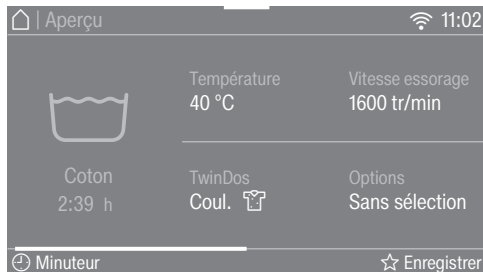 | Aperçu 11:02
Température Vitesse essorage
40 °C 1600 tr/min
Coton TwinDos Options
2:39 h Coul. Sans sélection
Minuteur Enregistrer